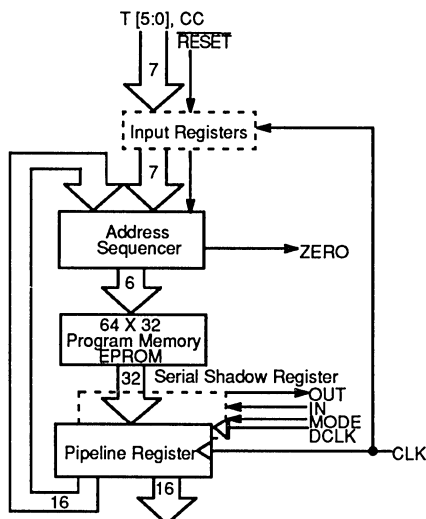 T [5:0], CC
RESET
7
Input Registers
7
Address
Sequencer
ZERO
6
64 X 32
Program Memory
EPROM
32
Serial Shadow Register
OUT
IN
MODE
DCLK
Pipeline Register
CLK
16
16